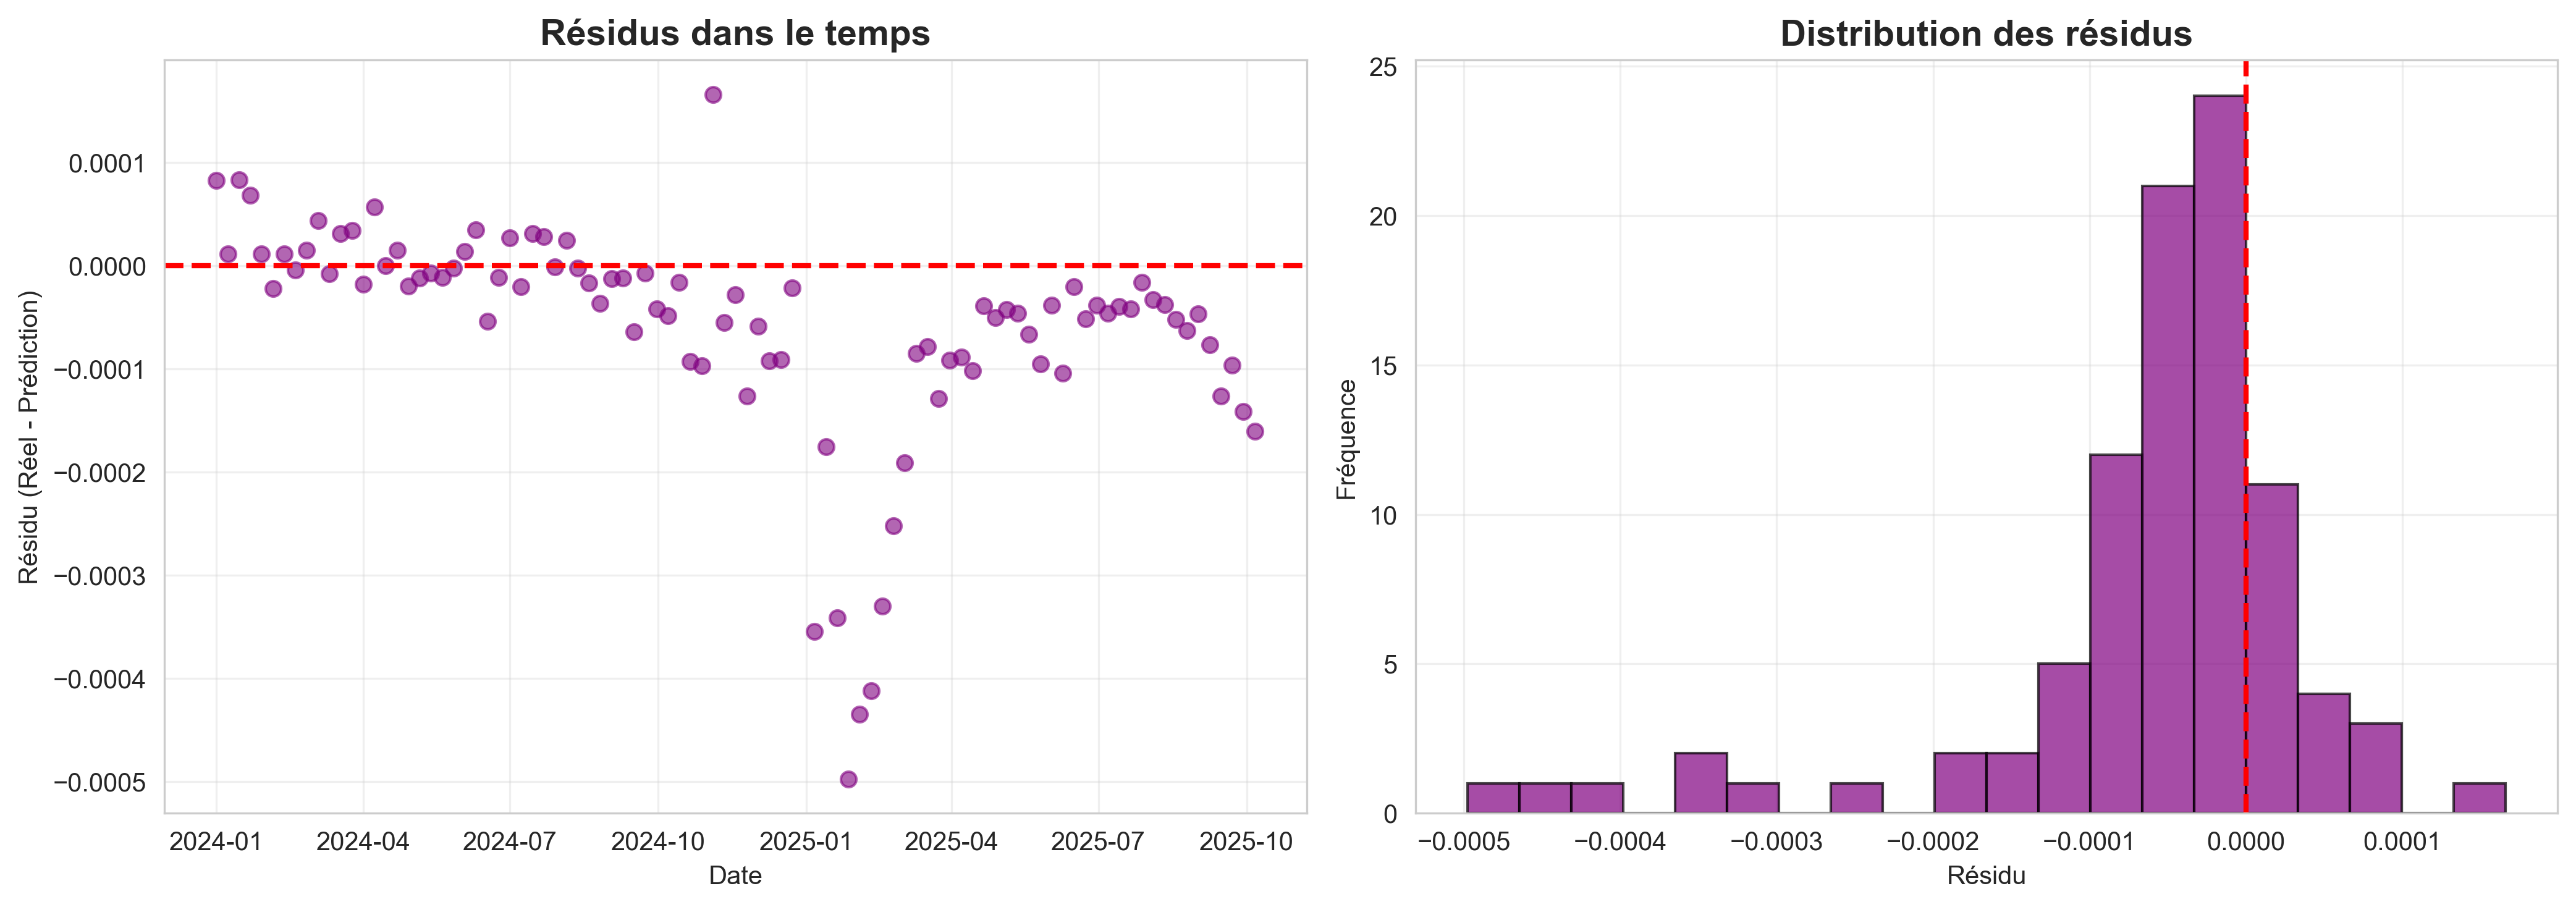 Résidus dans le temps
Résidu (Réel - Prédiction)
0.0001
0.0000
−0.0001
−0.0002
−0.0003
−0.0004
−0.0005
2024-01 2024-04 2024-07 2024-10 2025-01 2025-04 2025-07 2025-10
Date
Distribution des résidus
Fréquence
25
20
15
10
5
0
−0.0005 −0.0004 −0.0003 −0.0002 −0.0001 0.0000 0.0001
Résidu